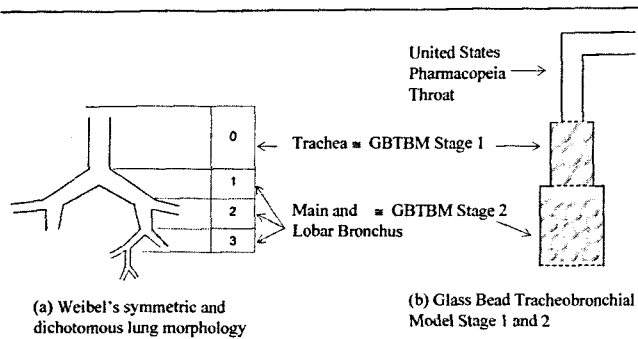 United States
Pharmacopeia
Throat
0
Trachea ≅ GBTBM Stage 1
1
2
3
Main and ≅ GBTBM Stage 2
Lobar Bronchus
(a) Weibel's symmetric and
dichotomous lung morphology
(b) Glass Bead Tracheobronchial
Model Stage 1 and 2